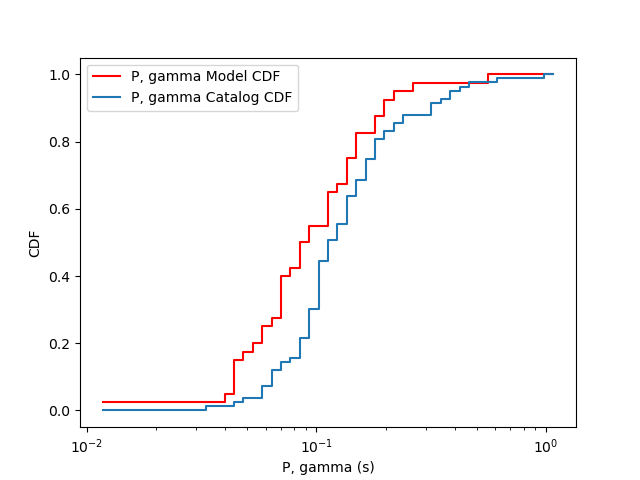 P, gamma Model CDF
P, gamma Catalog CDF
CDF
1.0
0.8
0.6
0.4
0.2
0.0
10⁻² 10⁻¹ 10⁰
P, gamma (s)